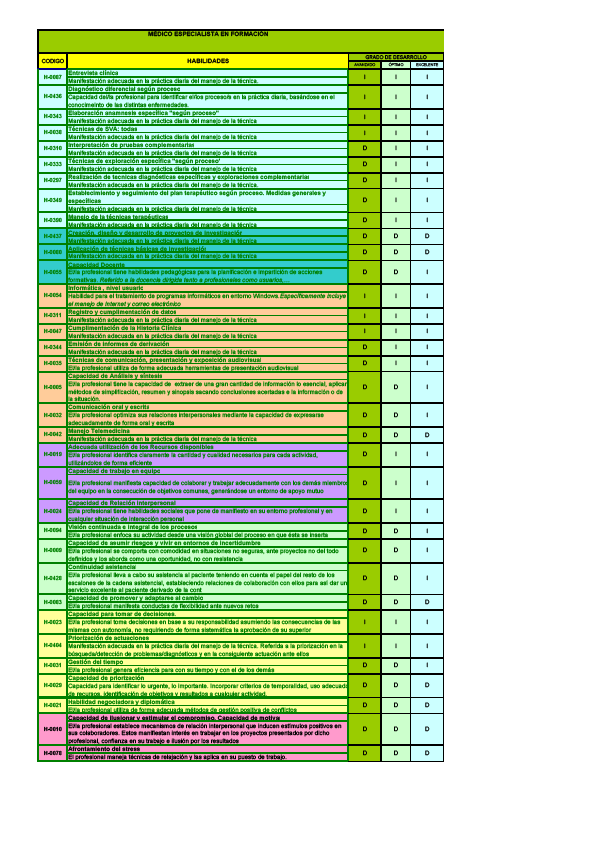 MÉDICO ESPECIALISTA EN FORMACIÓN
CODIGO HABILIDADES GRADO DE DESARROLLO
AVANZADO ÓPTIMO EXCELENTE
H-0087 Entrevista clínica I I I
Manifestación adecuada en la práctica diaria del manejo de la técnica.
H-0436 Diagnóstico diferencial según proceso I I I
Capacidad del/la profesional para identificar el/los proceso/s en la práctica diaria, basándose en el
conocimiento de las distintas enfermedades.
H-0343 Elaboración anamnesis específica "según proceso" I I I
Manifestación adecuada en la práctica diaria del manejo de la técnica
H-0038 Técnicas de SVA: todas I I I
Manifestación adecuada en la práctica diaria del manejo de la técnica
H-0310 Interpretación de pruebas complementarias D I I
Manifestación adecuada en la práctica diaria del manejo de la técnica
H-0333 Técnicas de exploración específica "según proceso" D I I
Manifestación adecuada en la práctica diaria del manejo de la técnica
H-0297 Realización de tecnicas diagnósticas específicas y exploraciones complementarias D I I
Manifestación adecuada en la práctica diaria del manejo de la técnica.
H-0349 Establecimiento y seguimiento del plan terapéutico según proceso. Medidas generales y
específicas D I I
Manifestación adecuada en la práctica diaria del manejo de la técnica
H-0380 Manejo de la técnicas terapéuticas D I I
Manifestación adecuada en la práctica diaria del manejo de la técnica
H-0437 Creación, diseño y desarrollo de proyectos de investigación D D D
Manifestación adecuada en la práctica diaria del manejo de la técnica
Aplicación de técnicas básicas de investigación D D D
Manifestación adecuada en la práctica diaria del manejo de la técnica
H-0055 Capacidad Docente D D I
El/la profesional tiene habilidades pedagógicas para la planificación e impartición de acciones
formativas. Referido a la docencia dirigida tanto a profesionales como usuarios,…
H-0054 Informática , nivel usuario I I I
Habilidad para el tratamiento de programas informáticos en entorno Windows.Específicamente incluye
el manejo de internet y correo electrónico
H-0311 Registro y cumplimentación de datos I I I
Manifestación adecuada en la práctica diaria del manejo de la técnica
H-0047 Cumplimentación de la Historia Clínica I I I
Manifestación adecuada en la práctica diaria del manejo de la técnica
H-0344 Emisión de informes de derivación D I I
Manifestación adecuada en la práctica diaria del manejo de la técnica
H-0035 Técnicas de comunicación, presentación y exposición audiovisual D I I
El/la profesional utiliza de forma adecuada herramientas de presentación audiovisual
H-0085 Capacidad de Análisis y síntesis D D I
El/la profesional tiene la capacidad de extraer de una gran cantidad de información lo esencial, aplicar
métodos de simplificación, resumen y sinopsis sacando conclusiones acertadas e la información o de
la situación.
H-0032 Comunicación oral y escrita D D I
El/la profesional optimiza sus relaciones interpersonales mediante la capacidad de expresarse
adecuadamente de forma oral y escrita
H-0042 Manejo Telemedicina D D D
Manifestación adecuada en la práctica diaria del manejo de la técnica
H-0019 Adecuada utilización de los Recursos disponibles D I I
El/la profesional identifica claramente la cantidad y cualidad necesarios para cada actividad,
utilizándolos de forma eficiente
H-0059 Capacidad de trabajo en equipo D I I
El/la profesional manifiesta capacidad de colaborar y trabajar adecuadamente con los demás miembros
del equipo en la consecución de objetivos comunes, generándose un entorno de apoyo mutuo
H-0024 Capacidad de Relación Interpersonal D I I
El/la profesional tiene habilidades sociales que pone de manifiesto en su entorno profesional y en
cualquier situación de interacción personal
H-0094 Visión continuada e integral de los procesos D D I
El/la profesional enfoca su actividad desde una visión global del proceso en que ésta se inserta
H-0089 Capacidad de asumir riesgos y vivir en entornos de incertidumbre D D I
El/la profesional se comporta con comodidad en situaciones no seguras, ante proyectos no del todo
definidos y los aborda como una oportunidad, no con resistencia
H-0428 Continuidad asistencial D D I
El/la profesional lleva a cabo su asistencia al paciente teniendo en cuenta el papel del resto de los
escalones de la cadena asistencial, estableciendo relaciones de colaboración con ellos para así dar un
servicio excelente al paciente derivado de la cont
H-0083 Capacidad de promover y adaptarse al cambio D D D
El/la profesional manifiesta conductas de flexibilidad ante nuevos retos
H-0023 Capacidad para tomar de decisiones. I I I
El/la profesional toma decisiones en base a su responsabilidad asumiendo las consecuencias de las
mismas con autonomía, no requiriendo de forma sistemática la aprobación de su superior
H-0404 Priorización de actuaciones I I I
Manifestación adecuada en la práctica diaria del manejo de la técnica. Referida a la priorización en la
búsqueda/detección de problemas/diagnósticos y en la consiguiente actuación ante ellos
H-0031 Gestión del tiempo D D I
El/la profesional genera eficiencia para con su tiempo y con el de los demás
H-0029 Capacidad de priorización D D D
Capacidad para identificar lo urgente, lo importante. Incorporar criterios de temporalidad, uso adecuado
de recursos, identificación de objetivos y resultados a cualquier actividad.
H-0021 Habilidad negociadora y diplomática D D I
El/la profesional utiliza de forma adecuada métodos de gestión positiva de conflictos
H-0010 Capacidad de ilusionar y estimular el compromiso. Capacidad de motiva D D D
El/la profesional establece mecanismos de relación interpersonal que inducen estímulos positivos en
sus colaboradores. Estos manifiestan interés en trabajar en los proyectos presentados por dicho
profesional, confianza en su trabajo e ilusión por los resultados
H-0078 Afrontamiento del stress D D D
El profesional maneja técnicas de relajación y las aplica en su puesto de trabajo.